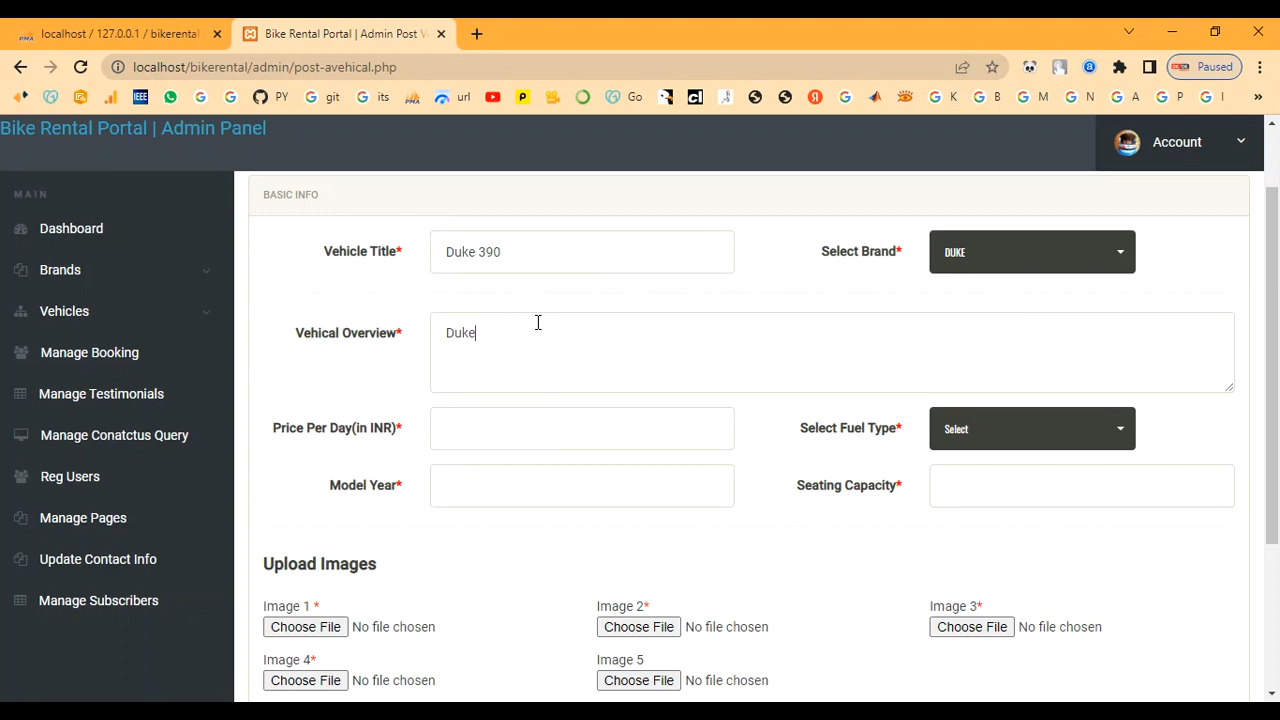 localhost / 127.0.0.1 / bikerental
Bike Rental Portal | Admin Post V
localhost/bikerental/admin/post-avehical.php
Paused
PY
git
its
PMA
url
Go
K
B
M
N
A
P
I
Bike Rental Portal | Admin Panel
Account
MAIN
Dashboard
Brands
Vehicles
Manage Booking
Manage Testimonials
Manage Conatctus Query
Reg Users
Manage Pages
Update Contact Info
Manage Subscribers
BASIC INFO
Vehicle Title*
Duke 390
Select Brand*
DUKE
Vehical Overview*
Duke
Price Per Day(in INR)*
Select Fuel Type*
Select
Model Year*
Seating Capacity*
Upload Images
Image 1 *
Image 2*
Image 3*
Choose File No file chosen
Choose File No file chosen
Choose File No file chosen
Image 4*
Image 5
Choose File No file chosen
Choose File No file chosen